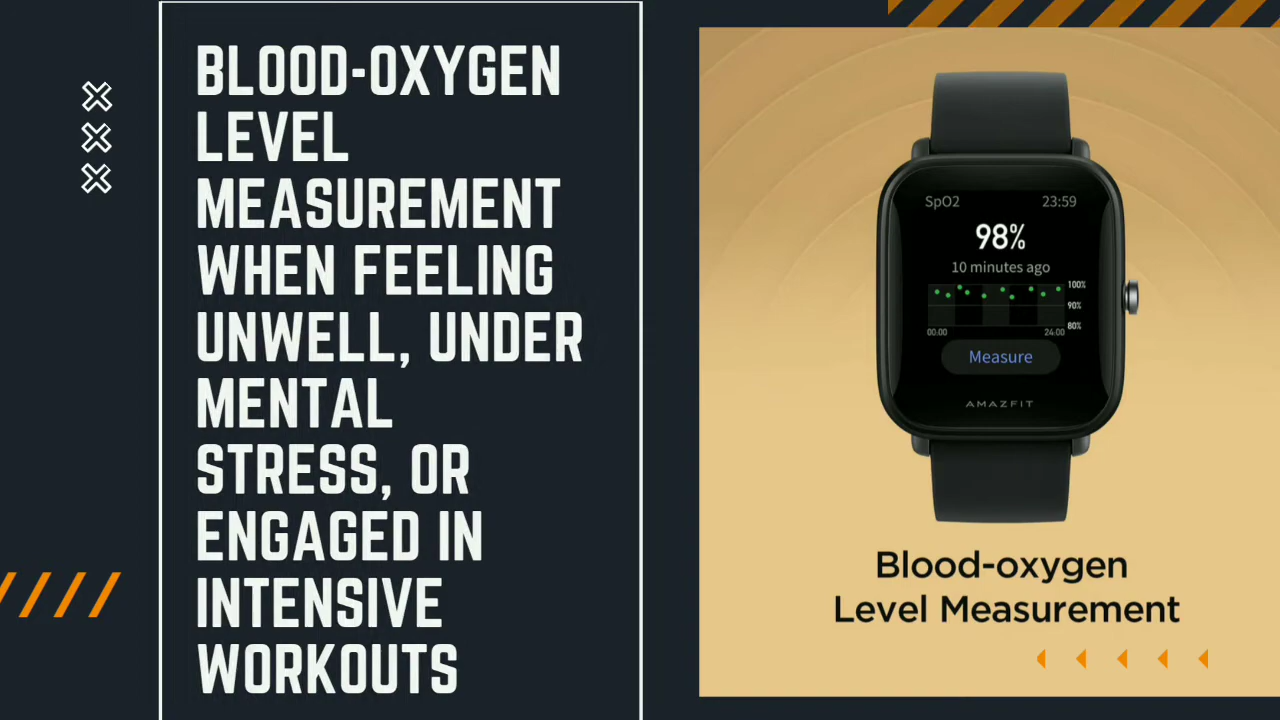 BLOOD-OXYGEN
LEVEL
MEASUREMENT
WHEN FEELING
UNWELL, UNDER
MENTAL
STRESS, OR
ENGAGED IN
INTENSIVE
WORKOUTS
SpO2 23:59
98%
10 minutes ago
100%
90%
80%
00.00 24.00
Measure
AMAZFIT
Blood-oxygen
Level Measurement